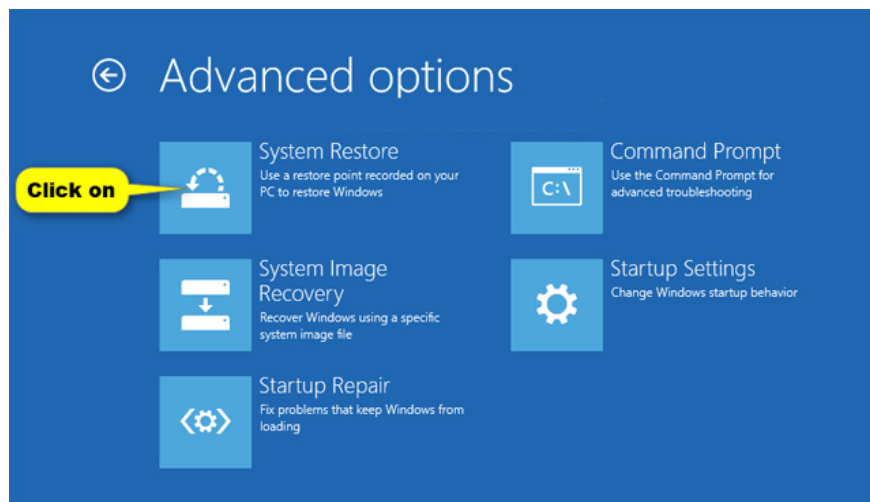 Advanced options
Click on
System Restore
Use a restore point recorded on your
PC to restore Windows
Command Prompt
Use the Command Prompt for
advanced troubleshooting
C:\
System Image
Recovery
Recover Windows using a specific
system image file
Startup Settings
Change Windows startup behavior
Startup Repair
Fix problems that keep Windows from
loading